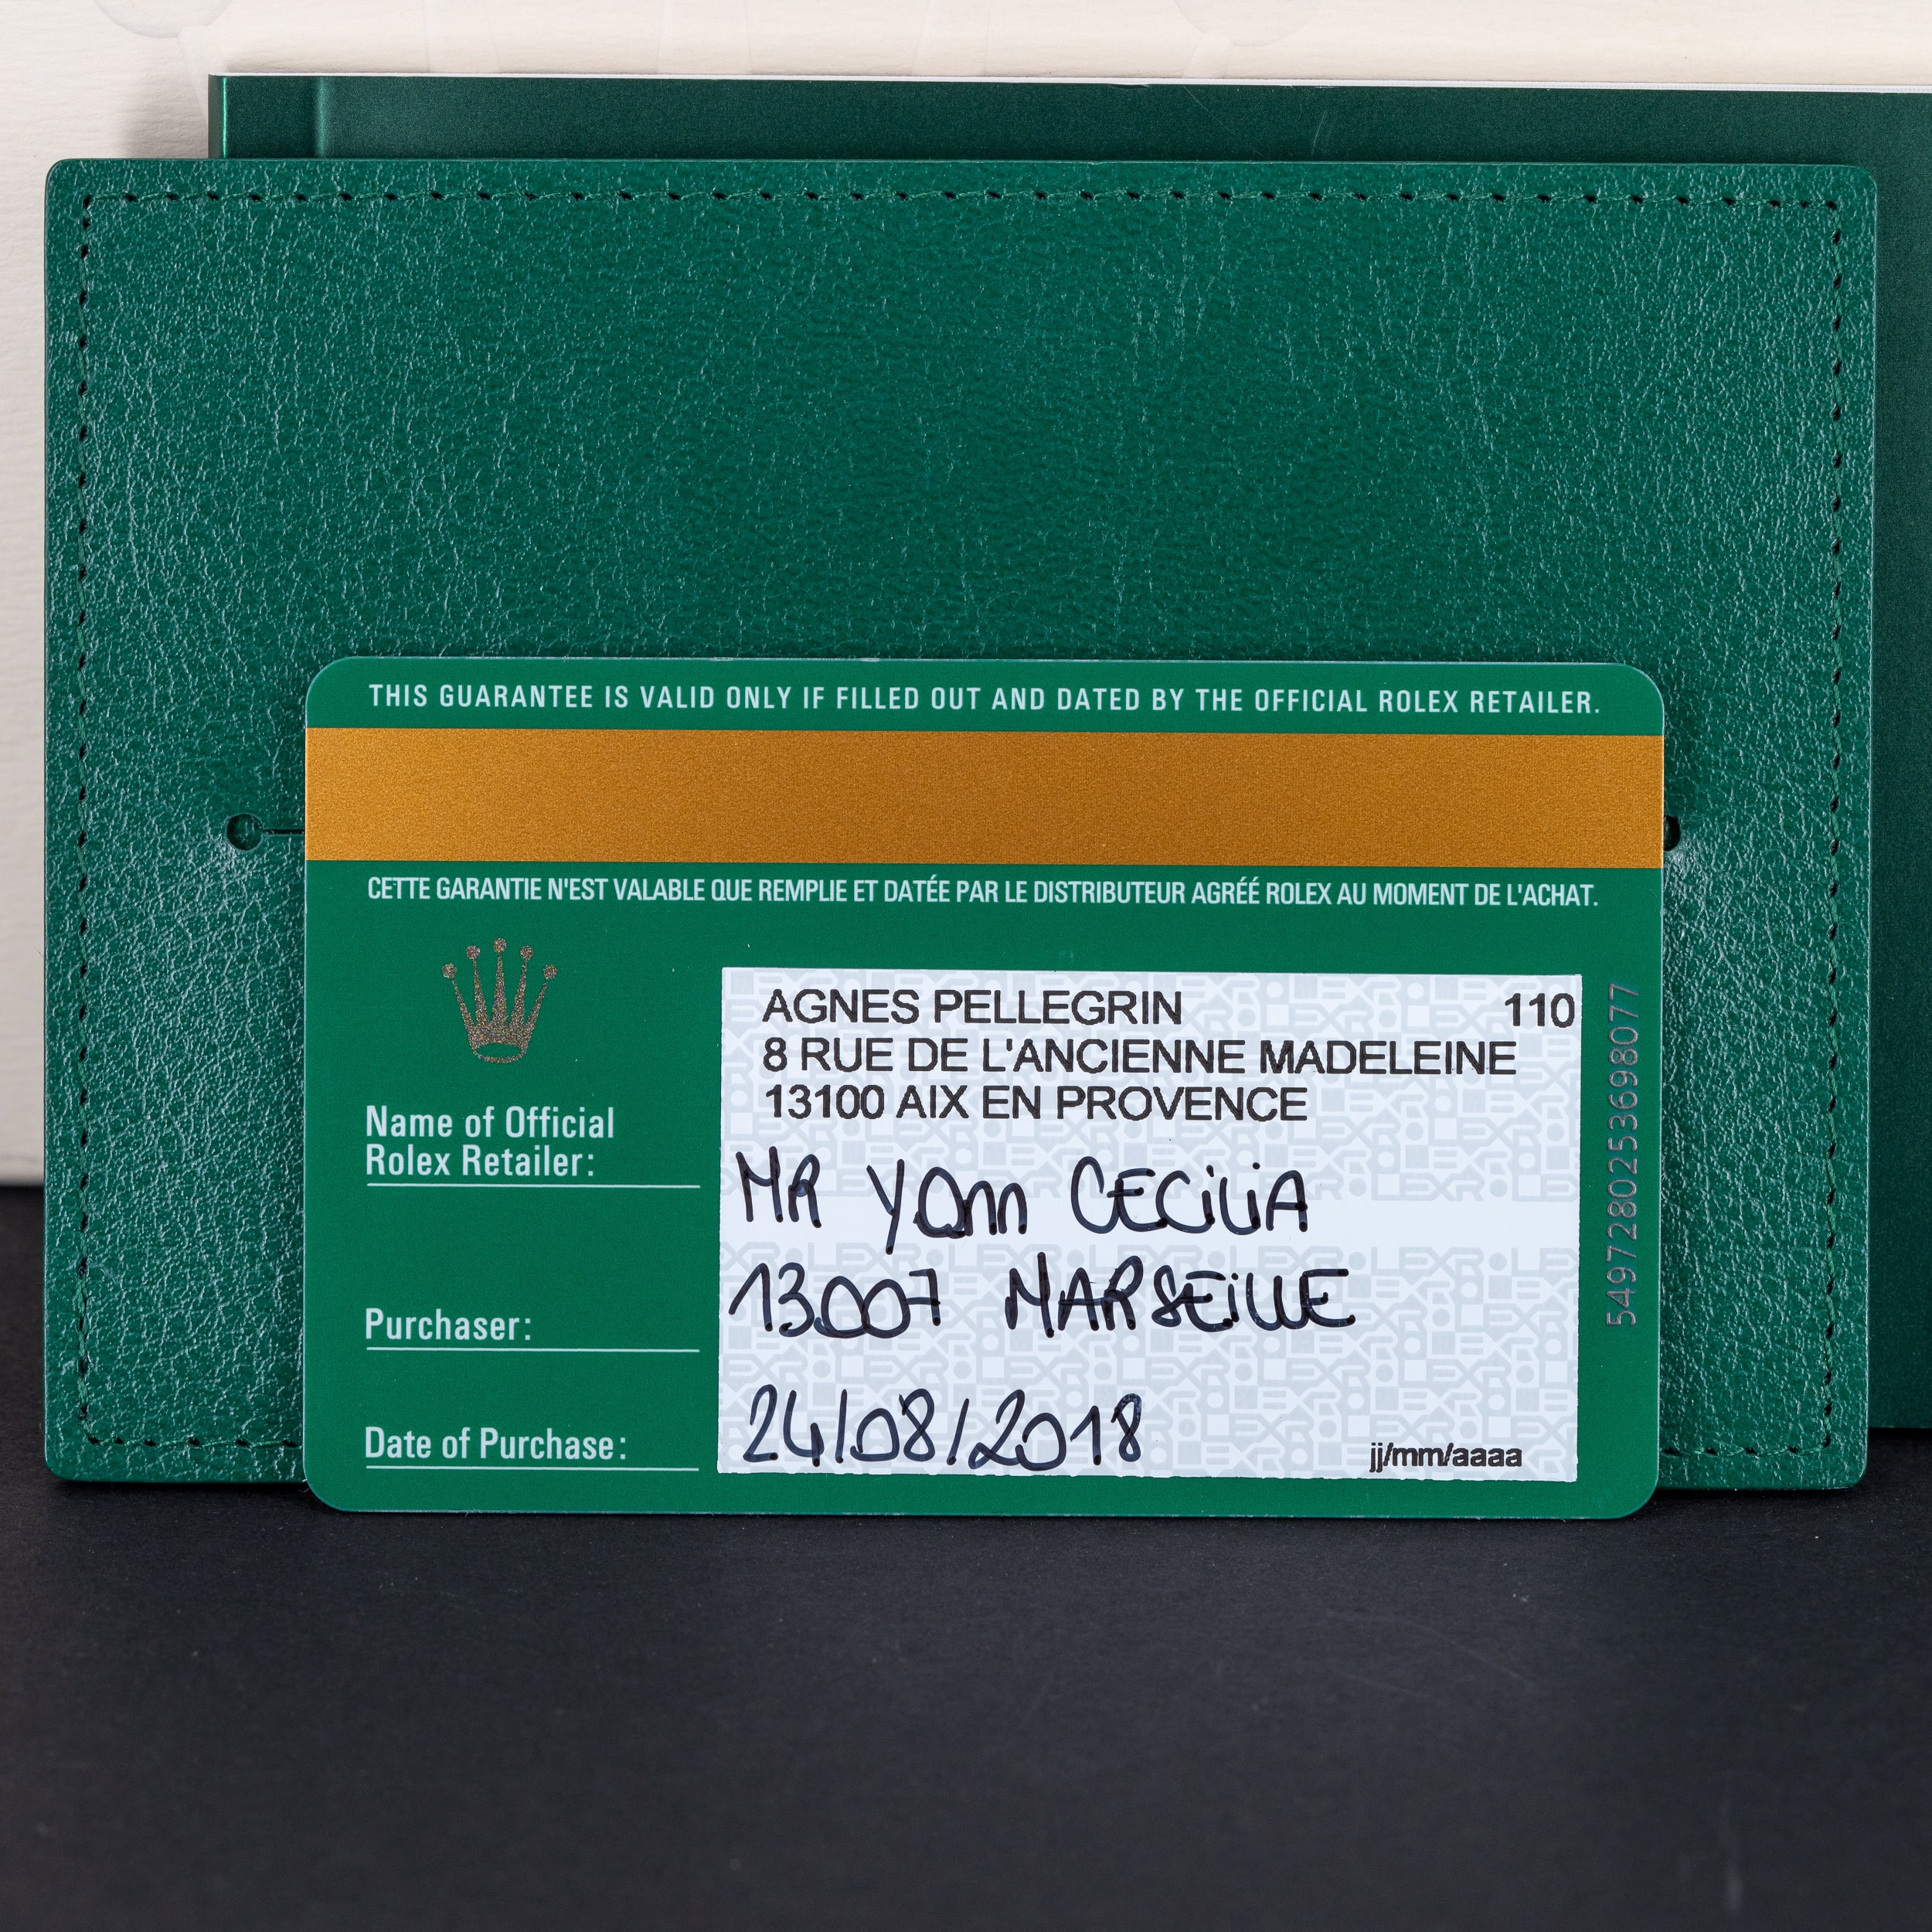 THIS GUARANTEE IS VALID ONLY IF FILLED OUT AND DATED BY THE OFFICIAL ROLEX RETAILER.
CETTE GARANTIE N'EST VALABLE QUE REMPLIE ET DATÉE PAR LE DISTRIBUTEUR AGRÉÉ ROLEX AU MOMENT DE L'ACHAT.
AGNES PELLEGRIN 110
8 RUE DE L'ANCIENNE MADELEINE
13100 AIX EN PROVENCE
Name of Official
Rolex Retailer:
MR YAnn CECiLiA
Purchaser:
13007 MARSEiLLE
Date of Purchase:
24/08/2018 jj/mm/aaaa
5497280253698077